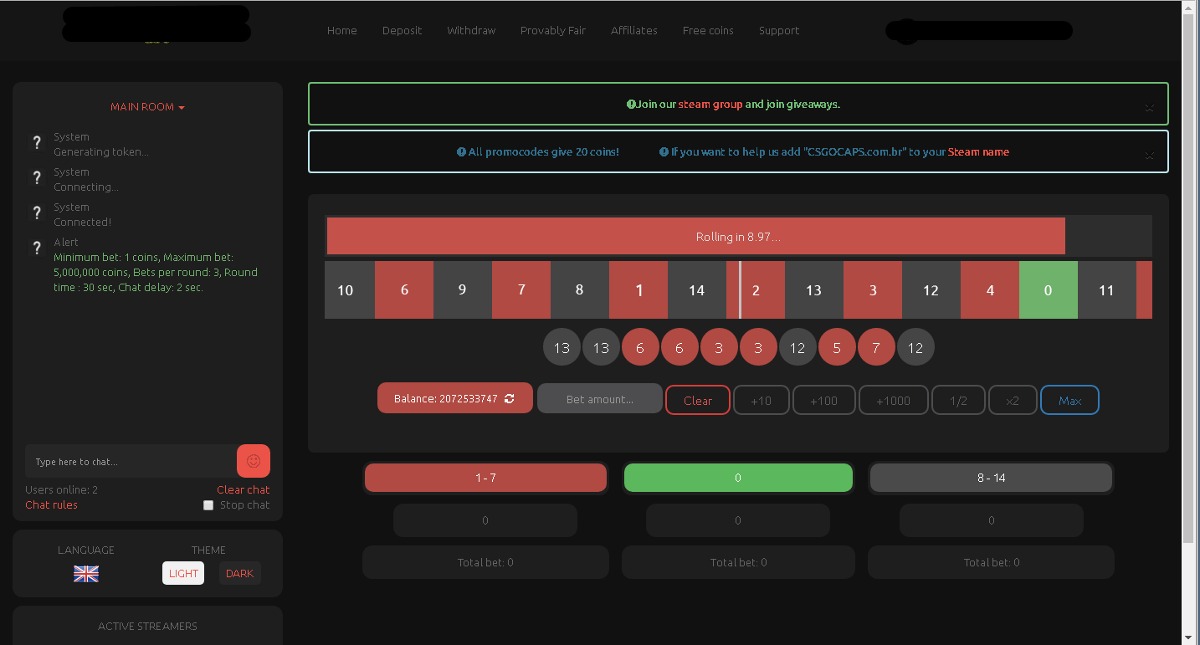 Home Deposit Withdraw Provably Fair Affiliates Free coins Support
MAIN ROOM
? System
Generating token...
? System
Connecting...
? System
Connected!
? Alert
Minimum bet: 1 coins, Maximum bet:
5,000,000 coins, Bets per round: 3, Round
time : 30 sec, Chat delay: 2 sec.
Type here to chat...
Users online: 2 Clear chat
Chat rules Stop chat
LANGUAGE THEME
LIGHT DARK
ACTIVE STREAMERS
Join our steam group and join giveaways. ×
All promocodes give 20 coins! If you want to help us add "CSGOCAPS.com.br" to your Steam name ×
Rolling in 8.97...
10 6 9 7 8 1 14 2 13 3 12 4 0 11
13 13 6 6 3 3 12 5 7 12
Balance: 2072533747 Bet amount... Clear +10 +100 +1000 1/2 x2 Max
1 - 7 0 8 - 14
0 0 0
Total bet: 0 Total bet: 0 Total bet: 0